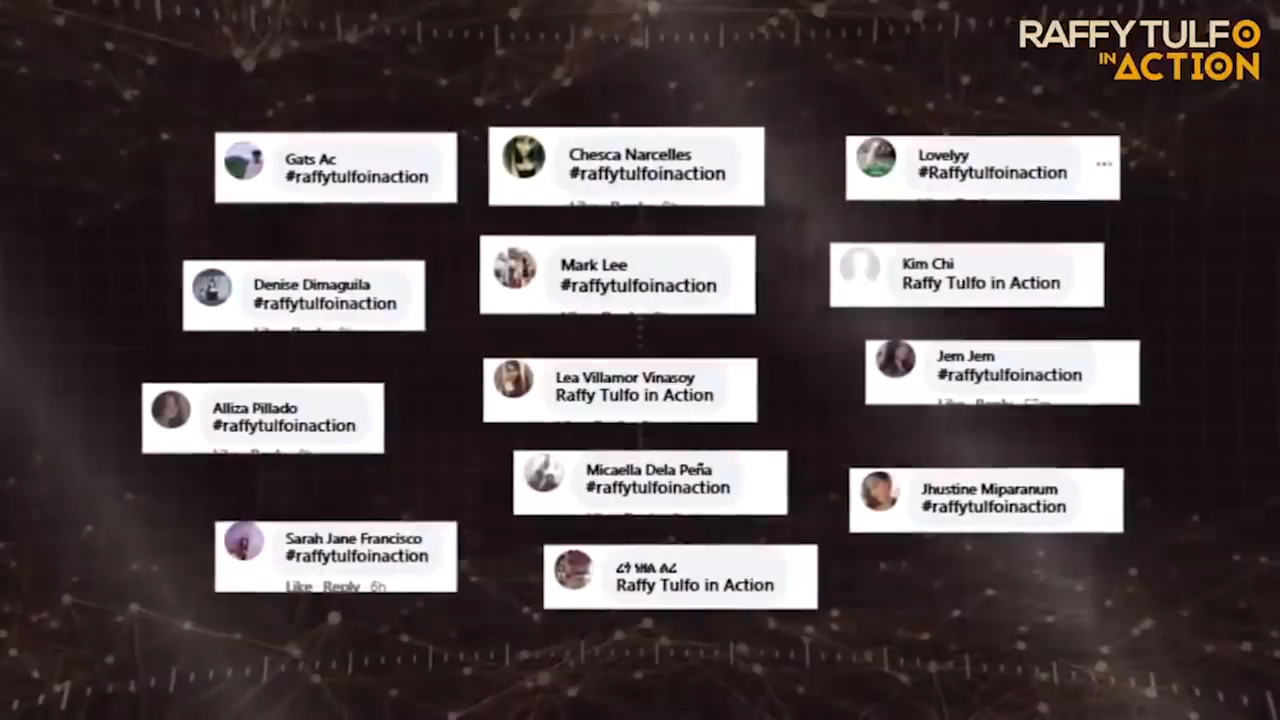 RAFFY TULFO
IN ACTION
Gats Ac
#raffytulfoinaction
Chesca Narcelles
#raffytulfoinaction
Lovelyy
#Raffytulfoinaction
Denise Dimaguila
#raffytulfoinaction
Mark Lee
#raffytulfoinaction
Kim Chi
Raffy Tulfo in Action
Alliza Pillado
#raffytulfoinaction
Lea Villamor Vinasoy
Raffy Tulfo in Action
Jem Jem
#raffytulfoinaction
Micaella Dela Peña
#raffytulfoinaction
Jhustine Miparanum
#raffytulfoinaction
Sarah Jane Francisco
#raffytulfoinaction
Like Reply 6h
Raffy Tulfo in Action